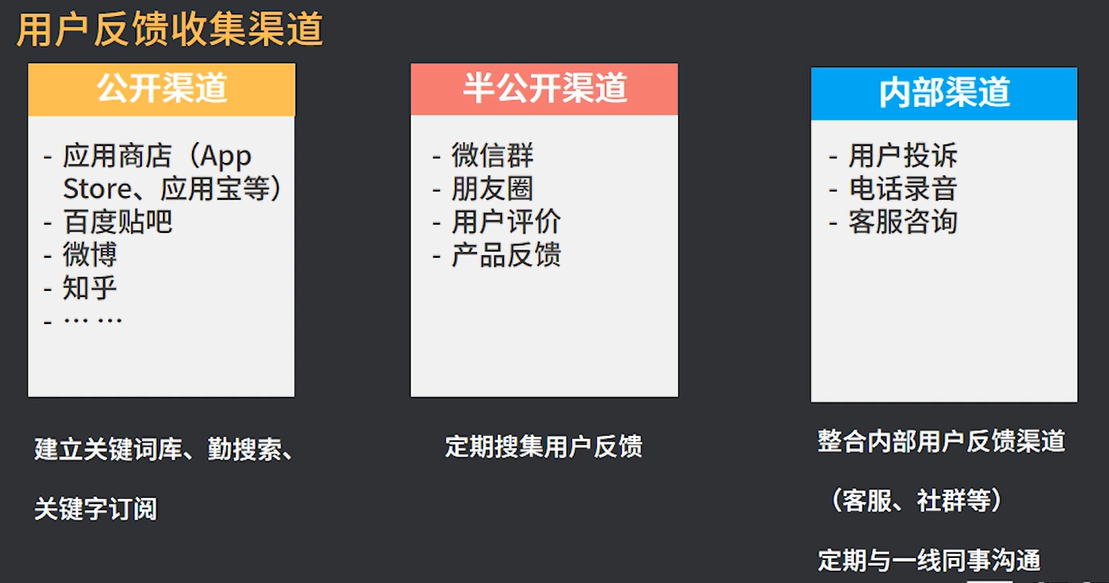 用户反馈收集渠道
公开渠道
- 应用商店（App
Store、应用宝等）
- 百度贴吧
- 微博
- 知乎
- … …
建立关键词库、勤搜索、
关键字订阅
半公开渠道
- 微信群
- 朋友圈
- 用户评价
- 产品反馈
定期搜集用户反馈
内部渠道
- 用户投诉
- 电话录音
- 客服咨询
整合内部用户反馈渠道
（客服、社群等）
定期与一线同事沟通